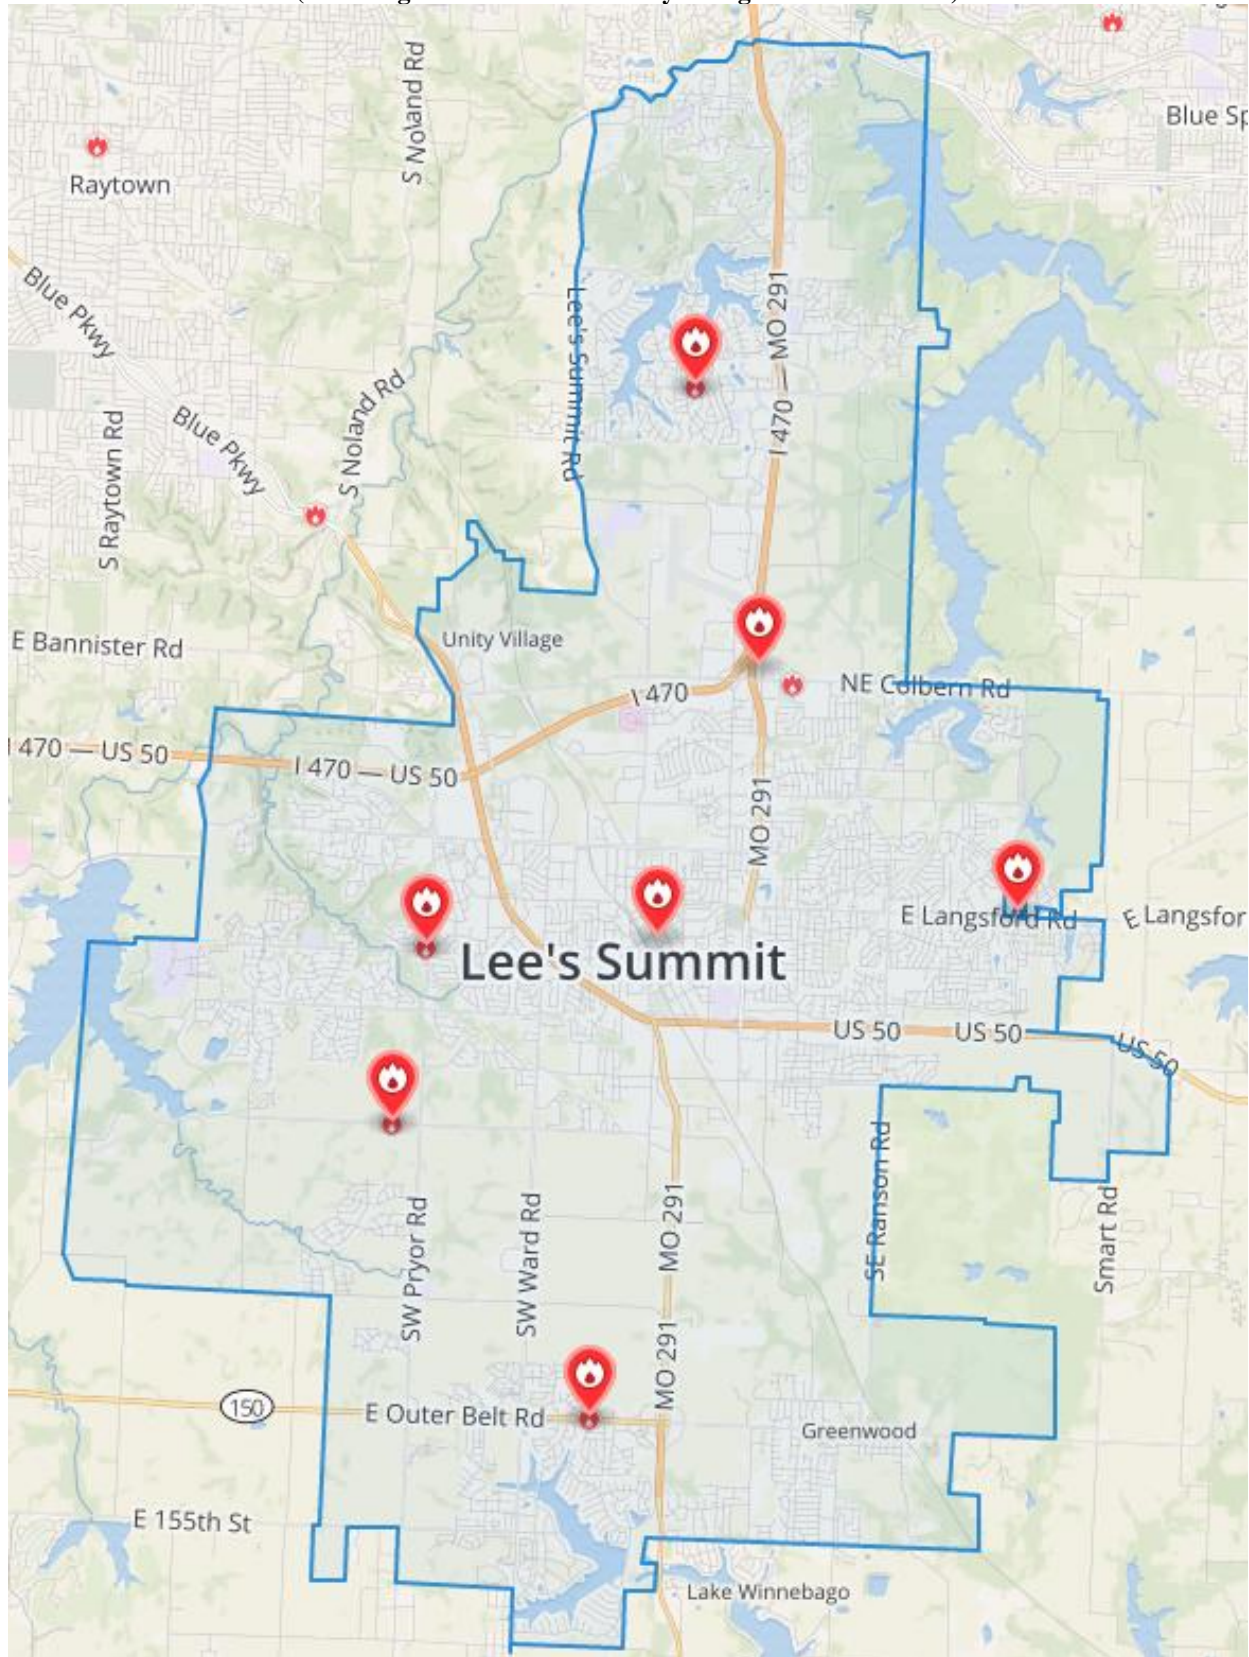 S Noland Rd
Blue Sp
Raytown
Blue Pkwy
Lee's Summit Rd
I 470 — MO 291
S Noland Rd
Blue Pkwy
S Raytown Rd
E Bannister Rd
Unity Village
I 470
NE Colbern Rd
I 470 — US 50
I 470 — US 50
MO 291
E Langsford Rd
E Langsfor
Lee's Summit
US 50
US 50
US 50
SE Ranson Rd
Smart Rd
SW Pryor Rd
SW Ward Rd
MO 291
MO 291
150
E Outer Belt Rd
Greenwood
E 155th St
Lake Winnebago